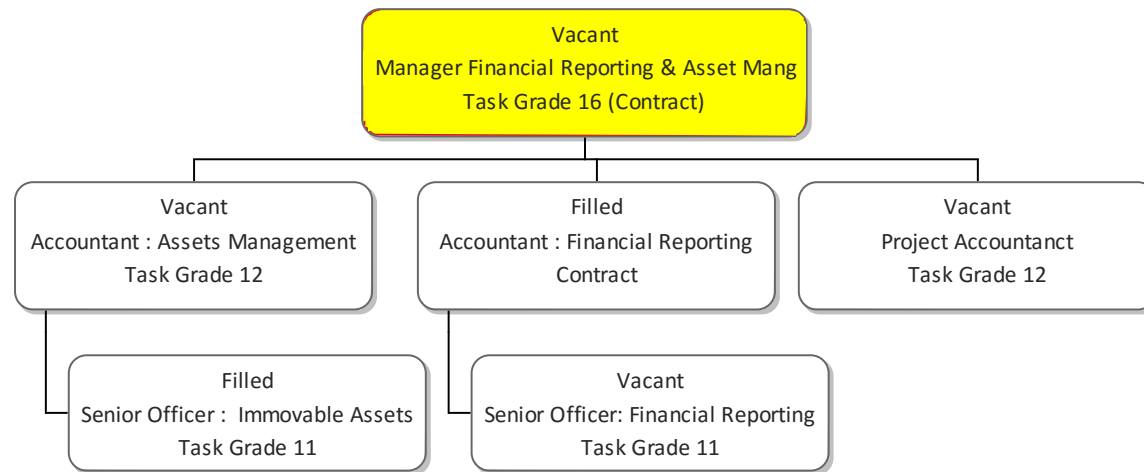 Vacant
Manager Financial Reporting & Asset Mang
Task Grade 16 (Contract)
Vacant
Accountant : Assets Management
Task Grade 12
Filled
Accountant : Financial Reporting
Contract
Vacant
Project Accountanct
Task Grade 12
Filled
Senior Officer :  Immovable Assets
Task Grade 11
Vacant
Senior Officer: Financial Reporting
Task Grade 11